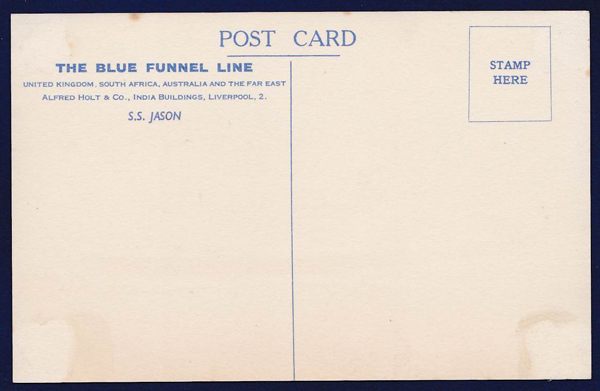 POST CARD
THE BLUE FUNNEL LINE
UNITED KINGDOM, SOUTH AFRICA, AUSTRALIA AND THE FAR EAST
ALFRED HOLT & CO., INDIA BUILDINGS, LIVERPOOL, 2.
S.S. JASON
STAMP
HERE